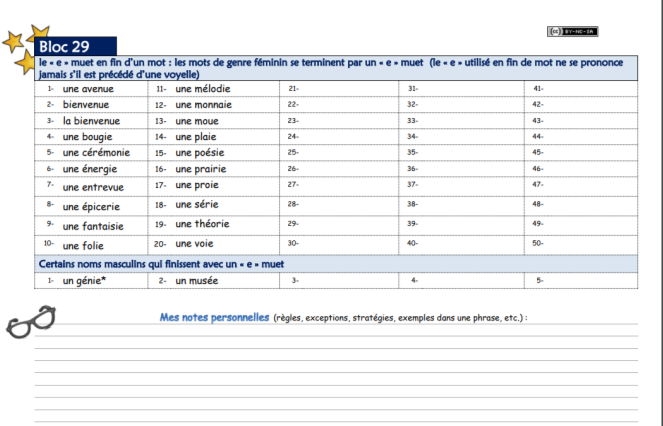 (cc) BY-NC-SA
Bloc 29
le « e » muet en fin d'un mot : les mots de genre féminin se terminent par un « e » muet (le « e » utilisé en fin de mot ne se prononce
jamais s'il est précédé d'une voyelle)
1- une avenue 11- une mélodie 21- 31- 41-
2- bienvenue 12- une monnaie 22- 32- 42-
3- la bienvenue 13- une moue 23- 33- 43-
4- une bougie 14- une plaie 24- 34- 44-
5- une cérémonie 15- une poésie 25- 35- 45-
6- une énergie 16- une prairie 26- 36- 46-
7- une entrevue 17- une proie 27- 37- 47-
8- une épicerie 18- une série 28- 38- 48-
9- une fantaisie 19- une théorie 29- 39- 49-
10- une folie 20- une voie 30- 40- 50-
Certains noms masculins qui finissent avec un « e » muet
1- un génie* 2- un musée 3- 4- 5-
Mes notes personnelles (règles, exceptions, stratégies, exemples dans une phrase, etc.) :